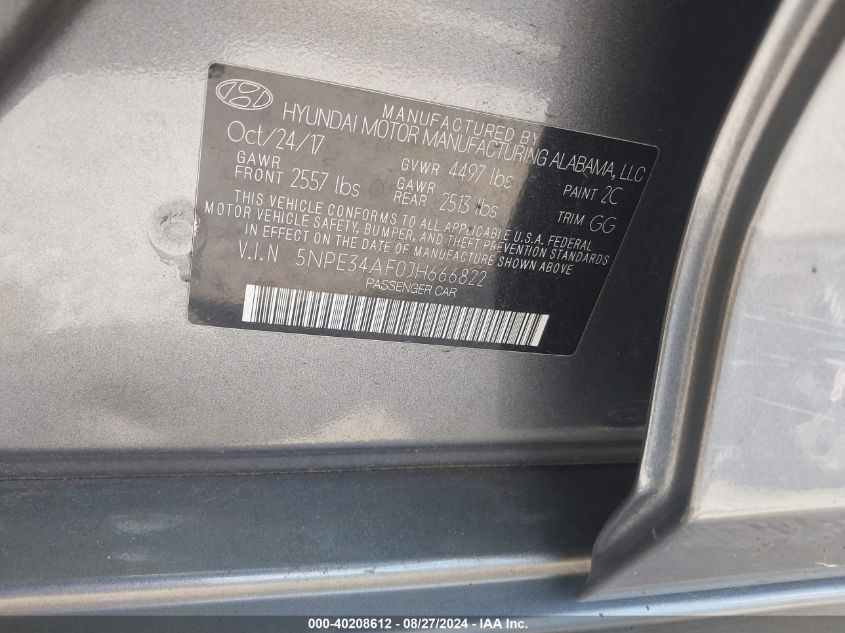 MANUFACTURED BY
HYUNDAI MOTOR MANUFACTURING ALABAMA, LLC
Oct/24/17 GVWR 4497 lbs PAINT 2C
GAWR FRONT 2557 lbs GAWR REAR 2513 lbs TRIM GG
THIS VEHICLE CONFORMS TO ALL APPLICABLE U.S.A. FEDERAL
MOTOR VEHICLE SAFETY, BUMPER, AND THEFT PREVENTION STANDARDS
IN EFFECT ON THE DATE OF MANUFACTURE SHOWN ABOVE
V.I.N 5NPE34AF0JH666822
PASSENGER CAR
000-40208612 - 08/27/2024 - IAA Inc.